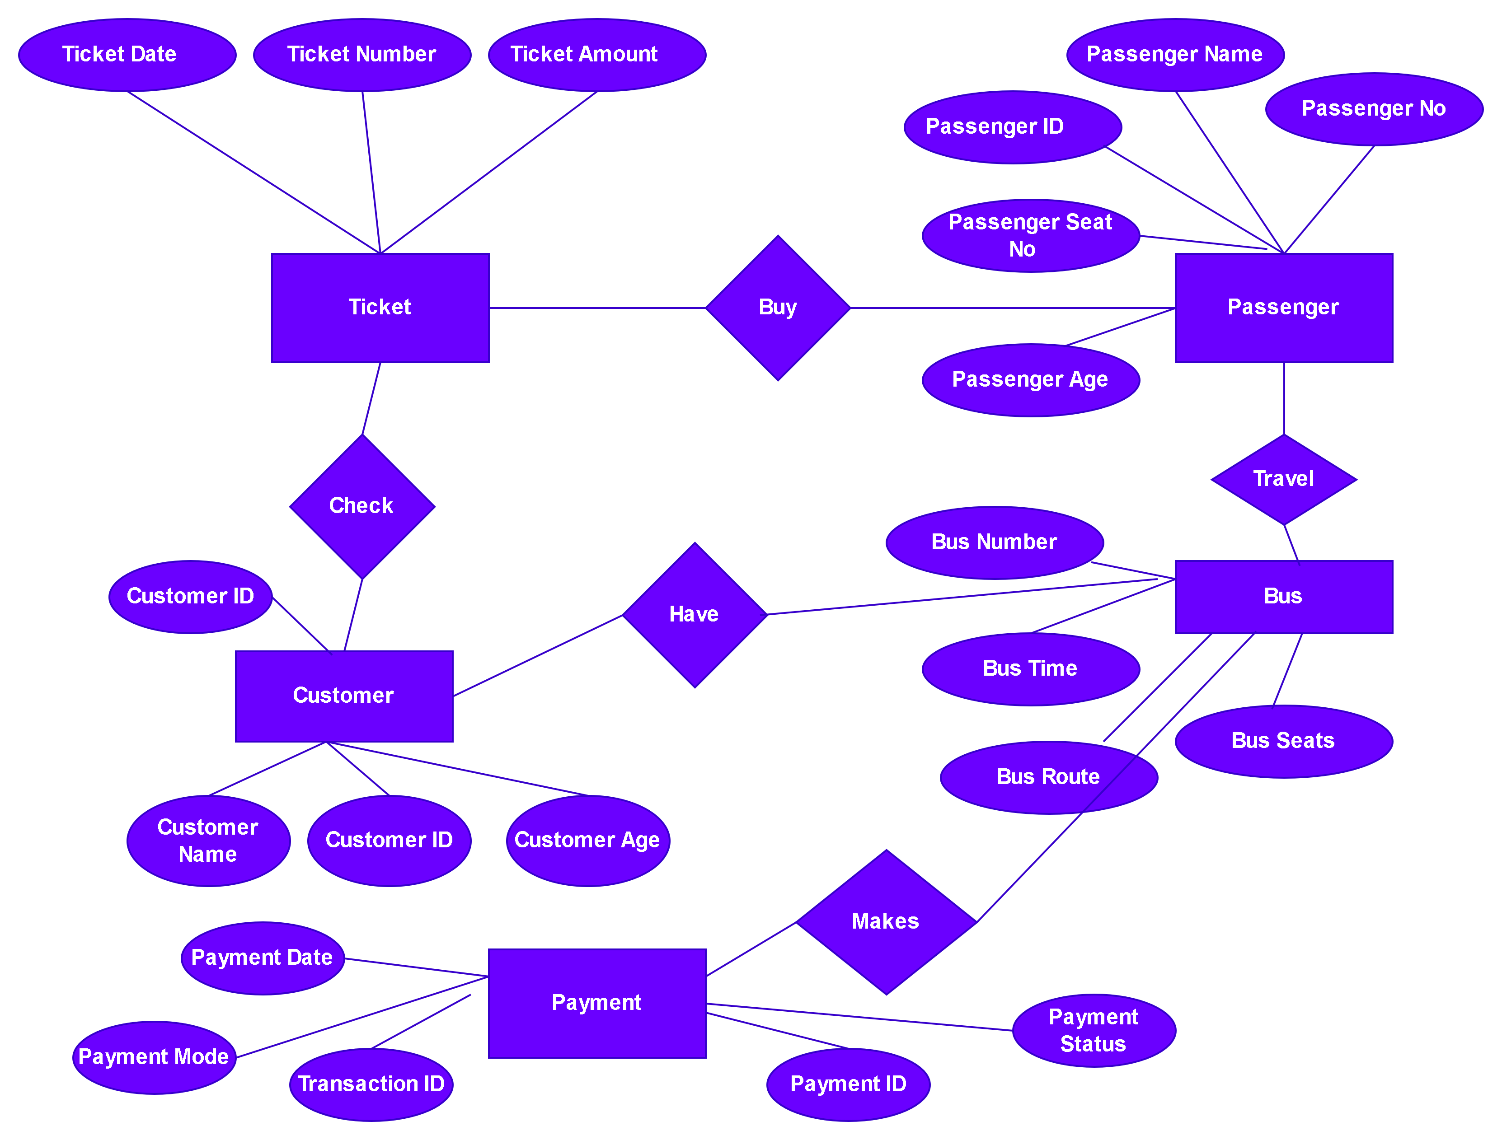 Ticket Date
Ticket Number
Ticket Amount
Passenger Name
Passenger No
Passenger ID
Passenger Seat
No
Ticket
Buy
Passenger
Passenger Age
Travel
Check
Bus Number
Customer ID
Have
Bus
Bus Time
Customer
Bus Seats
Bus Route
Customer
Name
Customer ID
Customer Age
Makes
Payment Date
Payment
Payment
Status
Payment Mode
Transaction ID
Payment ID